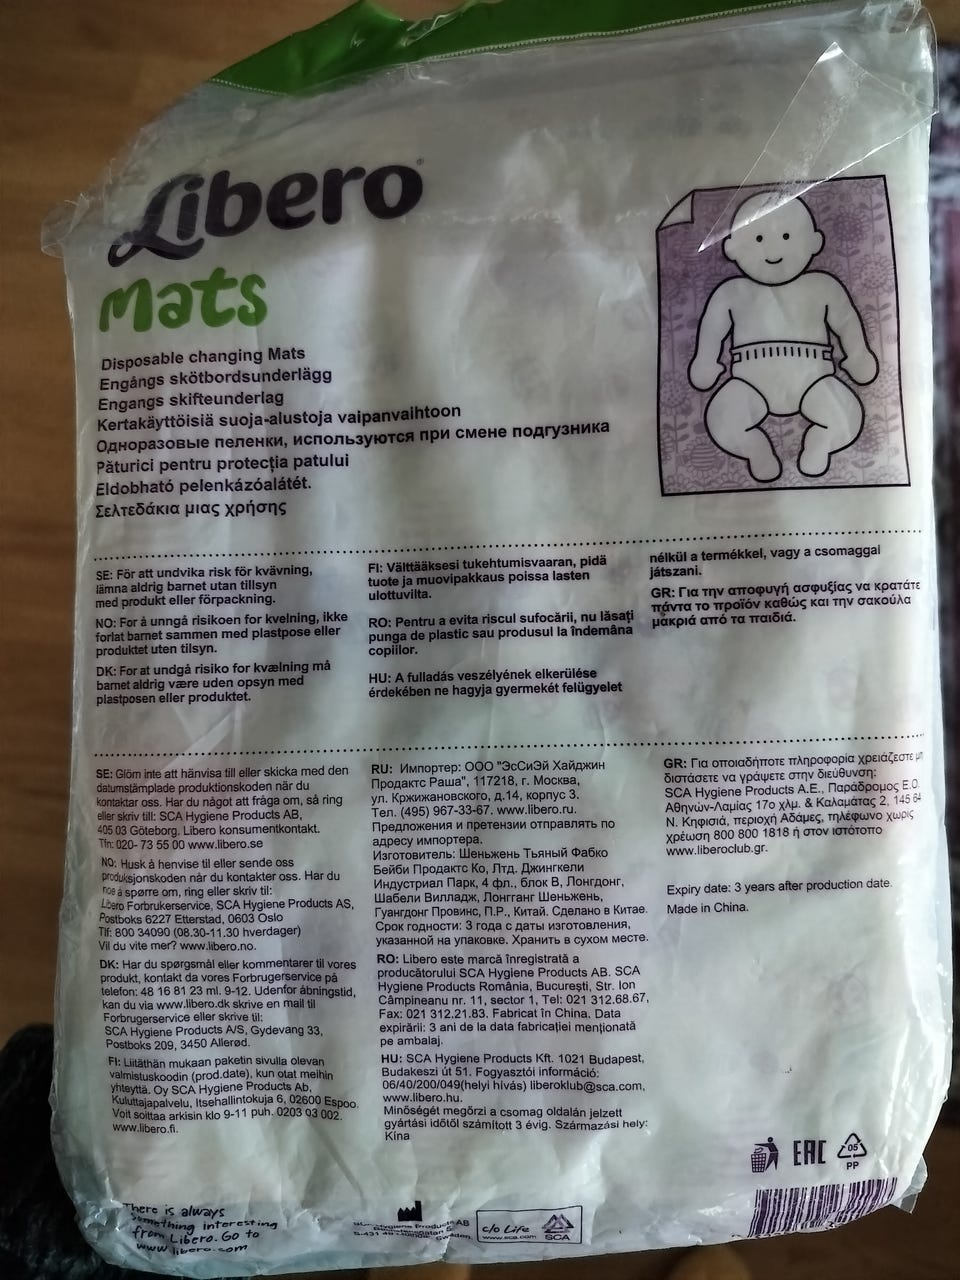 Libero®
Mats
Disposable changing Mats
Engångs skötbordsunderlägg
Engangs skifteunderlag
Kertakäyttöisiä suoja-alustoja vaipanvaihtoon
Одноразовые пеленки, используются при смене подгузника
Păturici pentru protecția patului
Eldobható pelenkázóalátét.
Σελτεδάκια μιας χρήσης
SE: För att undvika risk för kvävning,
lämna aldrig barnet utan tillsyn
med produkt eller förpackning.
NO: For å unngå risikoen for kvelning, ikke
forlat barnet sammen med plastpose eller
produktet uten tilsyn.
DK: For at undgå risiko for kvælning må
barnet aldrig være uden opsyn med
plastposen eller produktet.
FI: Välttääksesi tukehtumisvaaran, pidä
tuote ja muovipakkaus poissa lasten
ulottuvilta.
RO: Pentru a evita riscul sufocării, nu lăsați
punga de plastic sau produsul la îndemâna
copiilor.
HU: A fulladás veszélyének elkerülése
érdekében ne hagyja gyermekét felügyelet
nélkül a termékkel, vagy a csomaggal
játszani.
GR: Για την αποφυγή ασφυξίας να κρατάτε
πάντα το προϊόν καθώς και την σακούλα
μακριά από τα παιδιά.
SE: Glöm inte att hänvisa till eller skicka med den
datumstämplade produktionskoden när du
kontaktar oss. Har du något att fråga om, så ring
eller skriv till: SCA Hygiene Products AB,
405 03 Göteborg. Libero konsumentkontakt.
Tfn: 020- 73 55 00 www.libero.se
NO: Husk å henvise til eller sende oss
produksjonskoden når du kontakter oss. Har du
noe å spørre om, ring eller skriv til:
Libero Forbrukerservice, SCA Hygiene Products AS,
Postboks 6227 Etterstad, 0603 Oslo
Tlf: 800 34090 (08.30-11.30 hverdager)
Vil du vite mer? www.libero.no.
DK: Har du spørgsmål eller kommentarer til vores
produkt, kontakt da vores Forbrugerservice på
telefon: 48 16 81 23 ml. 9-12. Udenfor åbningstid,
kan du via www.libero.dk skrive en mail til
Forbrugerservice eller skrive til:
SCA Hygiene Products A/S, Gydevang 33,
Postboks 209, 3450 Allerød.
FI: Liitäthän mukaan paketin sivulla olevan
valmistuskoodin (prod.date), kun otat meihin
yhteyttä. Oy SCA Hygiene Products Ab,
Kuluttajapalvelu, Itsehallintokuja 6, 02600 Espoo.
Voit soittaa arkisin klo 9-11 puh. 0203 03 002.
www.libero.fi.
RU: Импортер: ООО "ЭсСиЭй Хайджин
Продактс Раша", 117218, г. Москва,
ул. Кржижановского, д.14, корпус 3.
Тел. (495) 967-33-67. www.libero.ru.
Предложения и претензии отправлять по
адресу импортера.
Изготовитель: Шеньжень Тьяный Фабко
Бейби Продактс Ко, Лтд. Джингкели
Индустриал Парк, 4 фл., блок В, Лонгдонг,
Шабели Вилладж, Лонгганг Шеньжень,
Гуангдонг Провинс, П.Р., Китай. Сделано в Китае.
Срок годности: 3 года с даты изготовления,
указанной на упаковке. Хранить в сухом месте.
RO: Libero este marcă înregistrată a
producătorului SCA Hygiene Products AB. SCA
Hygiene Products România, București, Str. Ion
Câmpineanu nr. 11, sector 1, Tel: 021 312.68.67,
Fax: 021 312.21.83. Fabricat în China. Data
expirării: 3 ani de la data fabricației menționată
pe ambalaj.
HU: SCA Hygiene Products Kft. 1021 Budapest,
Budakeszi út 51. Fogyasztói információ:
06/40/200/049(helyi hívás) liberoklub@sca.com,
www.libero.hu.
Minőségét megőrzi a csomag oldalán jelzett
gyártási időtől számított 3 évig. Származási hely:
Kína
GR: Για οποιαδήποτε πληροφορία χρειάζεστε μη
διστάσετε να γράψετε στην διεύθυνση:
SCA Hygiene Products A.E., Παράδρομος Ε.Ο.
Αθηνών-Λαμίας 17ο χλμ. & Καλαμάτας 2, 145 64
Ν. Κηφισιά, περιοχή Αδάμες, τηλέφωνο χωρίς
χρέωση 800 800 1818 ή στον ιστότοπο
www.liberoclub.gr.
Expiry date: 3 years after production date.
Made in China.
EAC
05
PP
There is always
something interesting
from Libero. Go to
www.libero.com
Hygiene Products AB
Sweden
c/o Life
www.sca.com
SCA